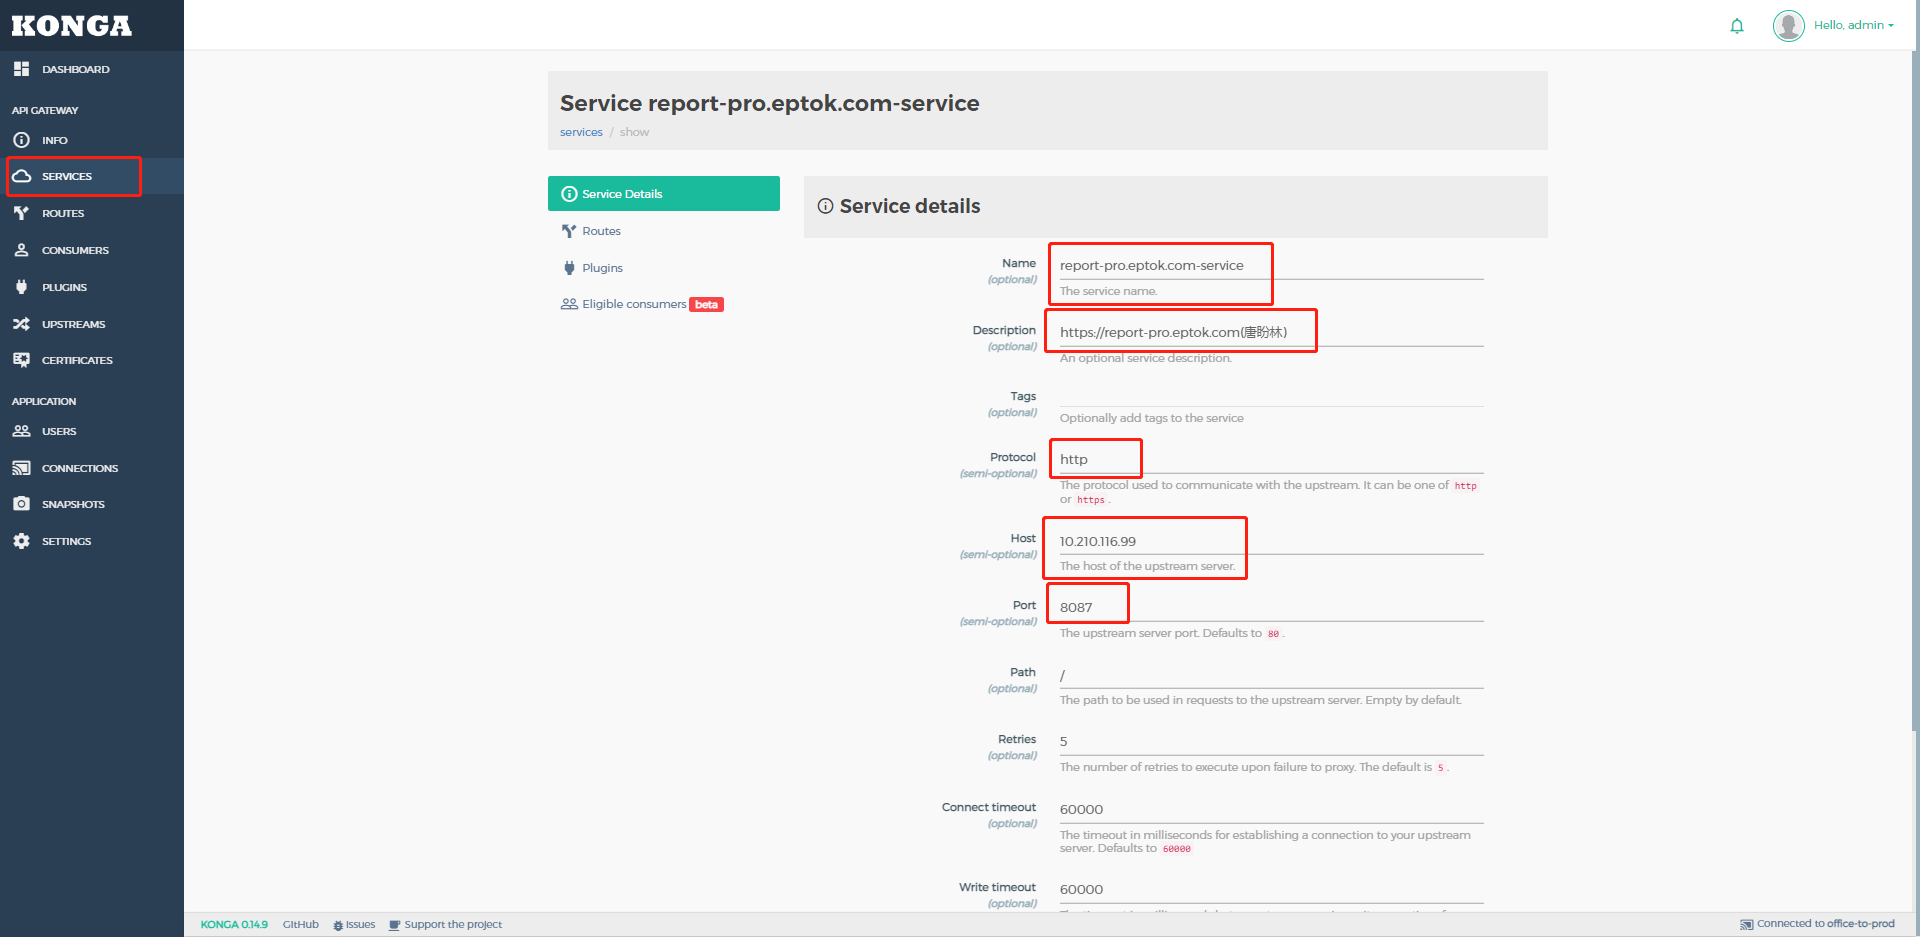 KONGA
Hello, admin
DASHBOARD
API GATEWAY
INFO
SERVICES
ROUTES
CONSUMERS
PLUGINS
UPSTREAMS
CERTIFICATES
APPLICATION
USERS
CONNECTIONS
SNAPSHOTS
SETTINGS
Service report-pro.eptok.com-service
services / show
Service Details
Routes
Plugins
Eligible consumers beta
Service details
Name
(optional)
report-pro.eptok.com-service
The service name.
Description
(optional)
https://report-pro.eptok.com(唐盼林)
An optional service description.
Tags
(optional)
Optionally add tags to the service
Protocol
(semi-optional)
http
The protocol used to communicate with the upstream. It can be one of http
or https .
Host
(semi-optional)
10.210.116.99
The host of the upstream server.
Port
(semi-optional)
8087
The upstream server port. Defaults to 80 .
Path
(optional)
/
The path to be used in requests to the upstream server. Empty by default.
Retries
(optional)
5
The number of retries to execute upon failure to proxy. The default is 5 .
Connect timeout
(optional)
60000
The timeout in milliseconds for establishing a connection to your upstream
server. Defaults to 60000
Write timeout
(optional)
60000
KONGA 0.14.9 GitHub Issues Support the project
Connected to office-to-prod